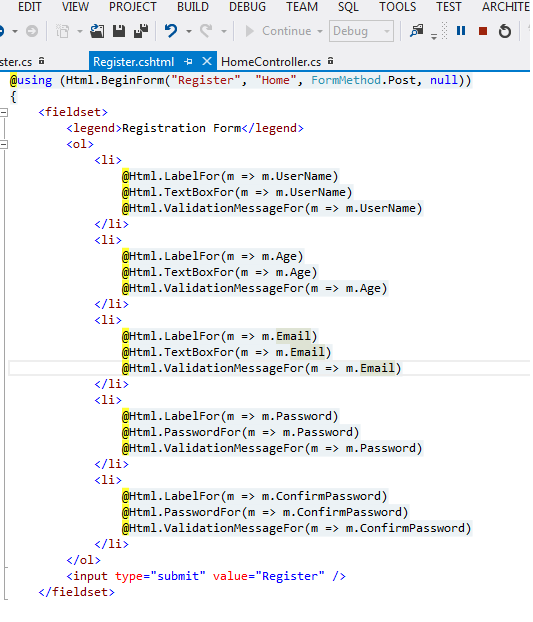 EDIT VIEW PROJECT BUILD DEBUG TEAM SQL TOOLS TEST ARCHITE
Continue Debug
ster.cs Register.cshtml HomeController.cs
@using (Html.BeginForm("Register", "Home", FormMethod.Post, null))
{
<fieldset>
<legend>Registration Form</legend>
<ol>
<li>
@Html.LabelFor(m => m.UserName)
@Html.TextBoxFor(m => m.UserName)
@Html.ValidationMessageFor(m => m.UserName)
</li>
<li>
@Html.LabelFor(m => m.Age)
@Html.TextBoxFor(m => m.Age)
@Html.ValidationMessageFor(m => m.Age)
</li>
<li>
@Html.LabelFor(m => m.Email)
@Html.TextBoxFor(m => m.Email)
@Html.ValidationMessageFor(m => m.Email)
</li>
<li>
@Html.LabelFor(m => m.Password)
@Html.PasswordFor(m => m.Password)
@Html.ValidationMessageFor(m => m.Password)
</li>
<li>
@Html.LabelFor(m => m.ConfirmPassword)
@Html.PasswordFor(m => m.ConfirmPassword)
@Html.ValidationMessageFor(m => m.ConfirmPassword)
</li>
</ol>
<input type="submit" value="Register" />
</fieldset>